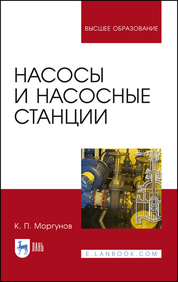 ВЫСШЕЕ ОБРАЗОВАНИЕ
НАСОСЫ
И НАСОСНЫЕ
СТАНЦИИ
К. П. Моргунов
ЛАНЬ
E.LANBOOK.COM